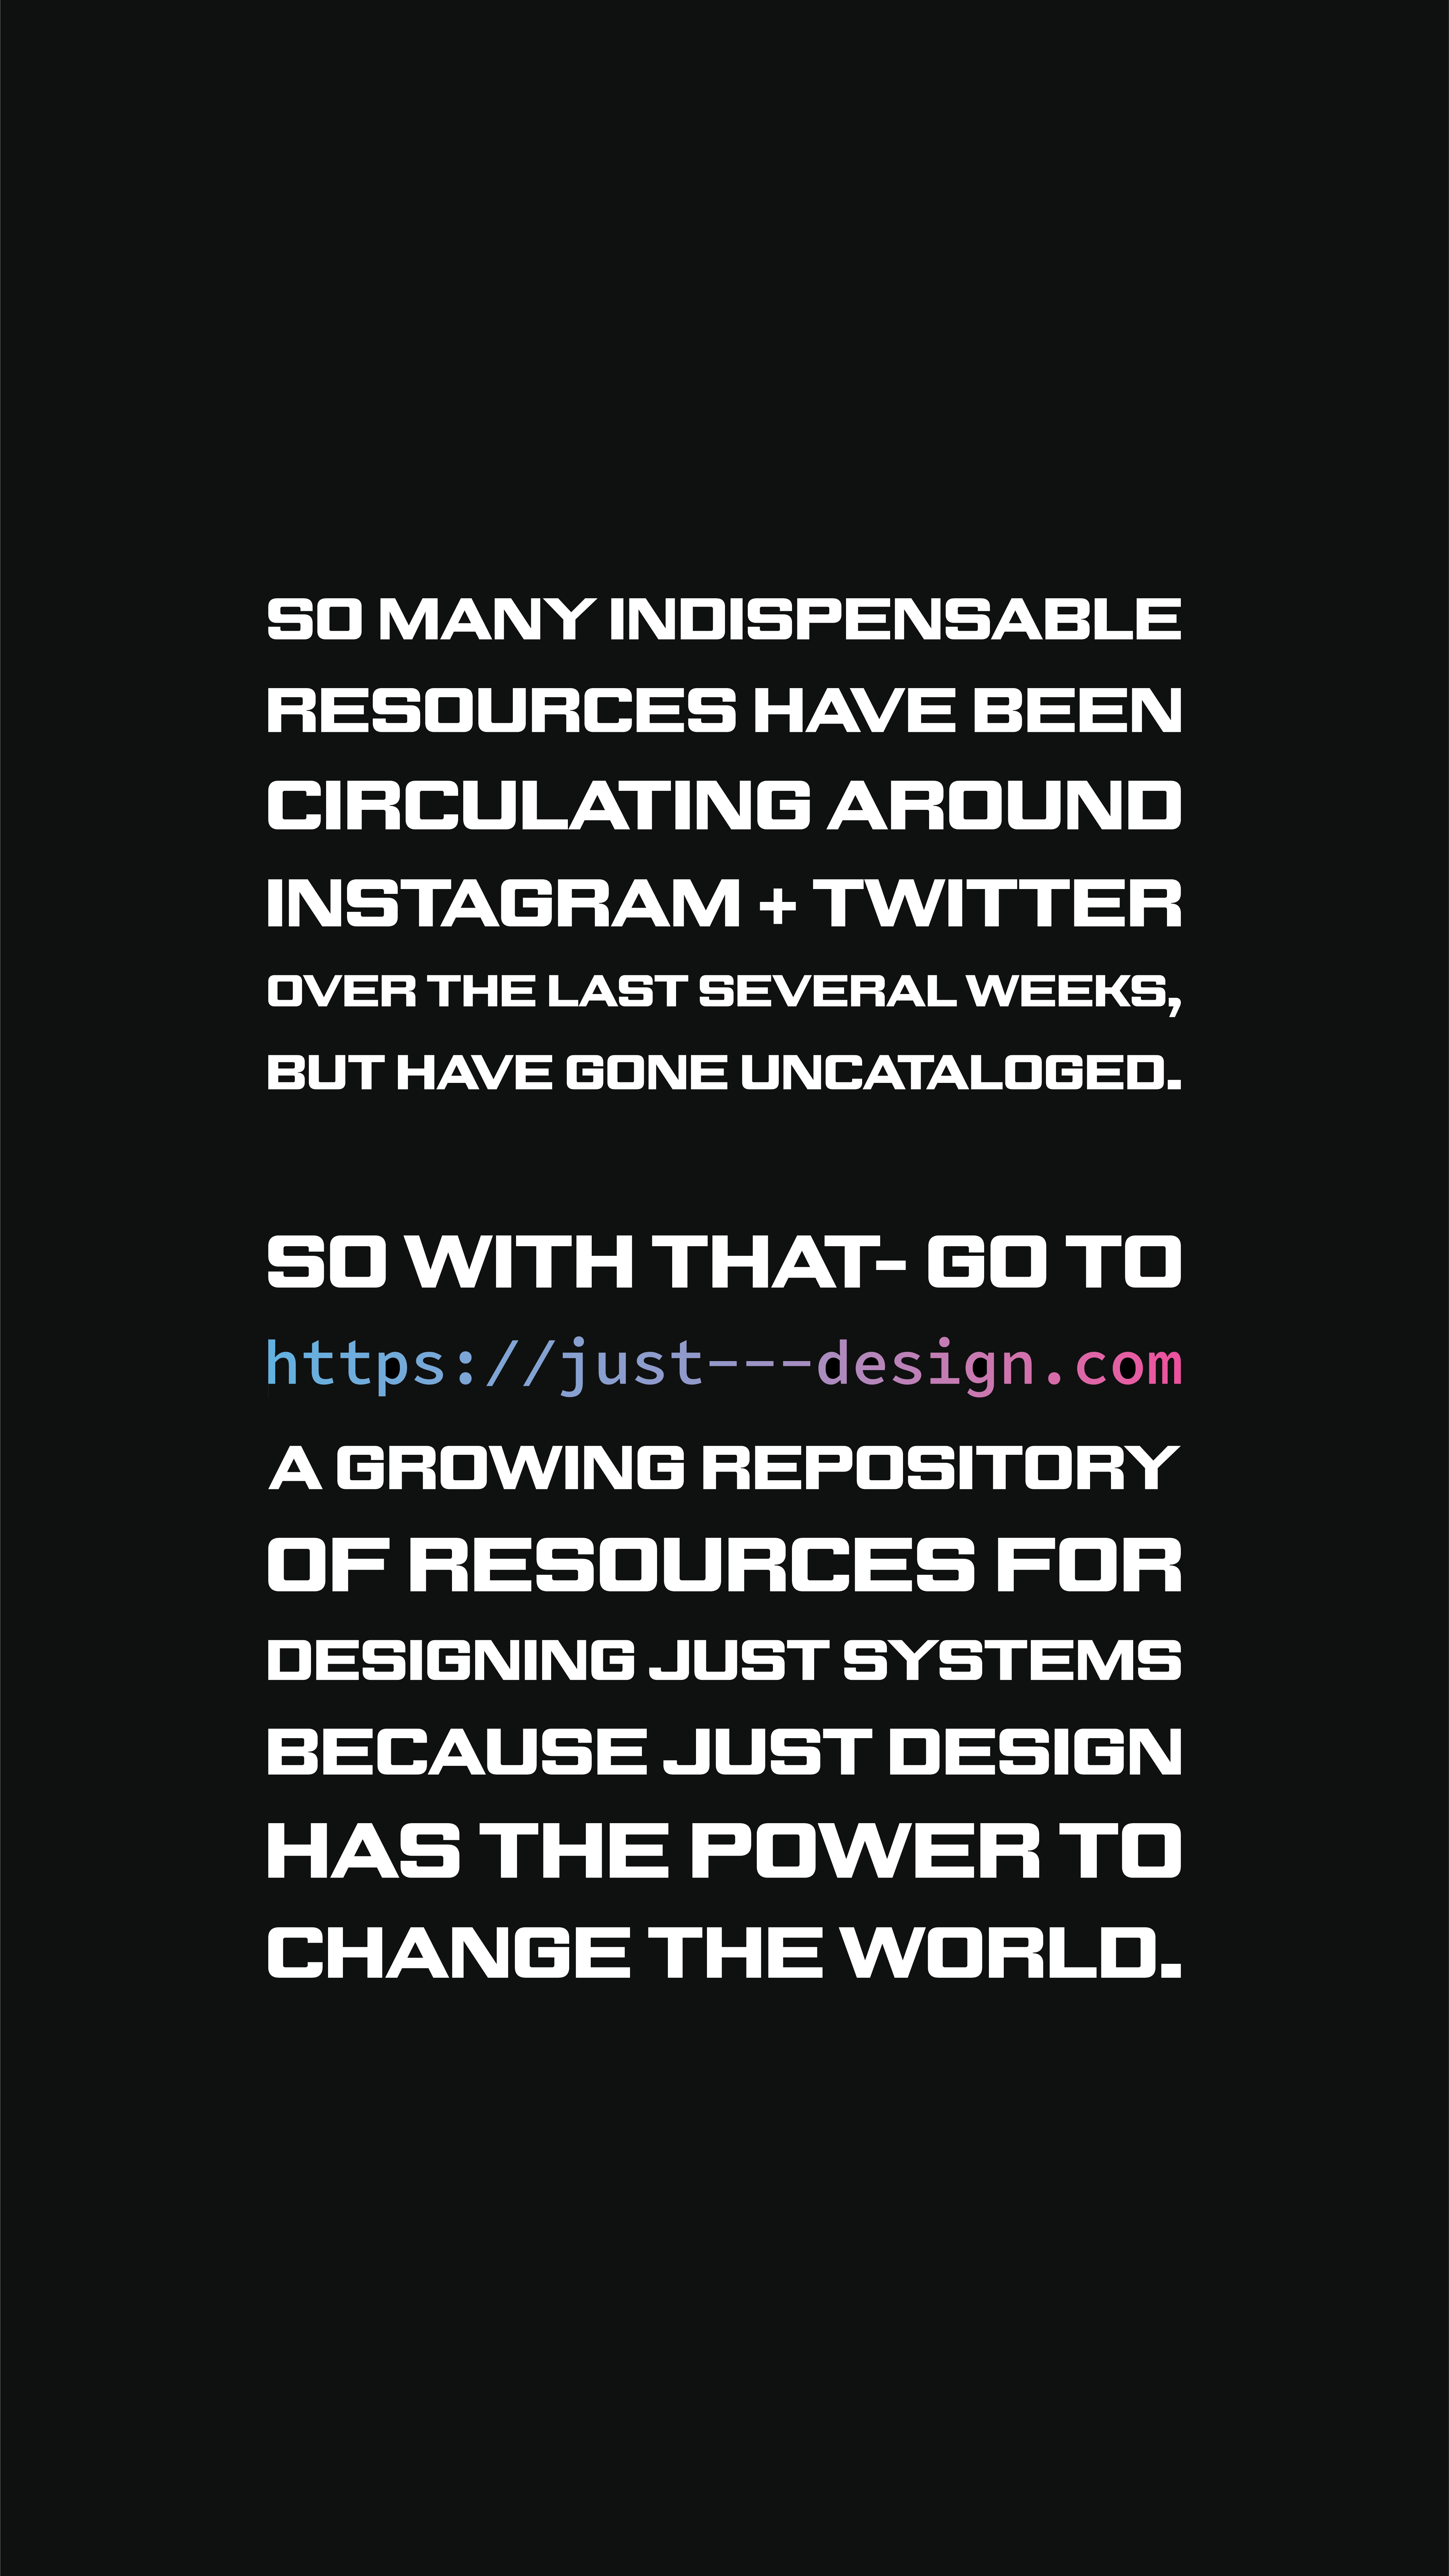 SO MANY INDISPENSABLE
RESOURCES HAVE BEEN
CIRCULATING AROUND
INSTAGRAM + TWITTER
OVER THE LAST SEVERAL WEEKS,
BUT HAVE GONE UNCATALOGED.
SO WITH THAT- GO TO
https://just---design.com
A GROWING REPOSITORY
OF RESOURCES FOR
DESIGNING JUST SYSTEMS
BECAUSE JUST DESIGN
HAS THE POWER TO
CHANGE THE WORLD.